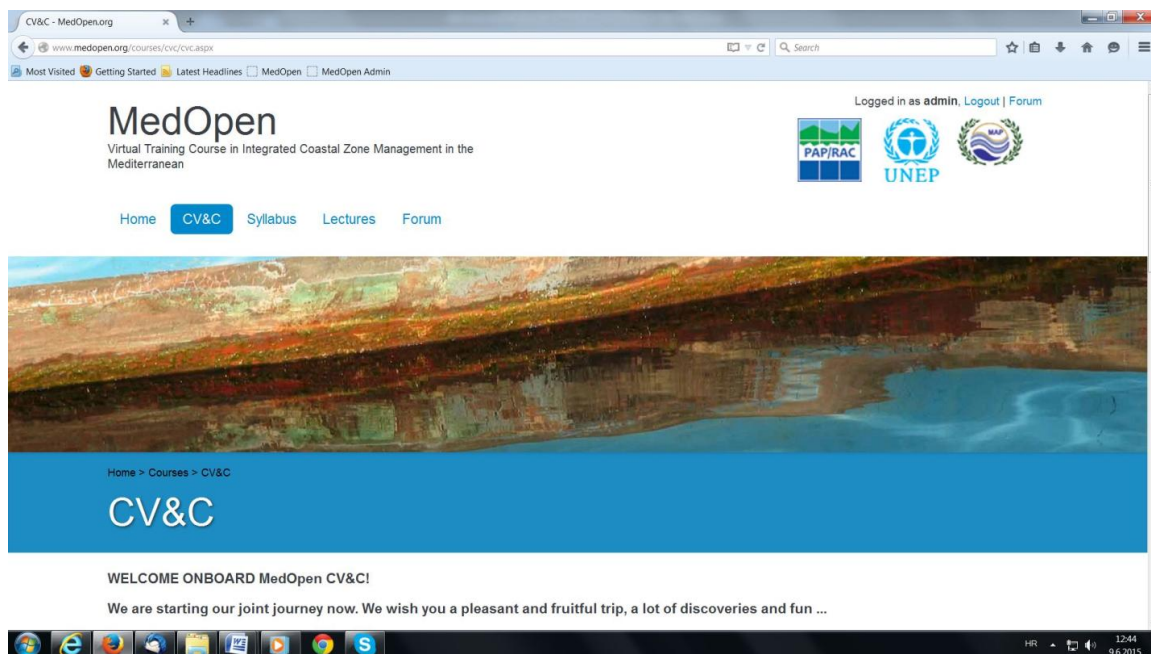 CV&C - MedOpen.org
www.medopen.org/courses/cvc/cvc.aspx
Search
Most Visited Getting Started Latest Headlines MedOpen MedOpen Admin
Logged in as admin, Logout | Forum
MedOpen
Virtual Training Course in Integrated Coastal Zone Management in the
Mediterranean
PAP/RAC
UNEP
MAP
Home CV&C Syllabus Lectures Forum
Home > Courses > CV&C
CV&C
WELCOME ONBOARD MedOpen CV&C!
We are starting our joint journey now. We wish you a pleasant and fruitful trip, a lot of discoveries and fun ...
HR
12:44
9.6.2015